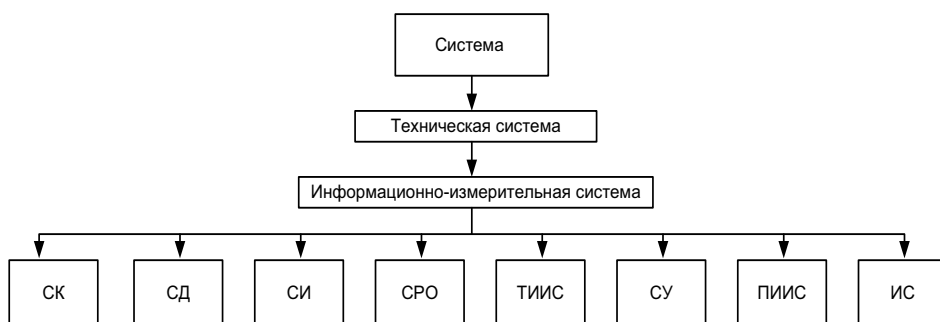 Система
Техническая система
Информационно-измерительная система
СК
СД
СИ
СРО
ТИИС
СУ
ПИИС
ИС